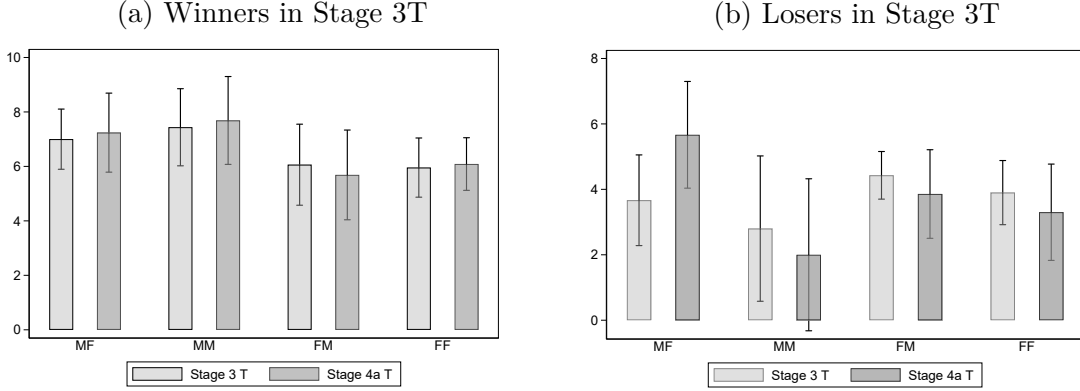 (a) Winners in Stage 3T
10
8
6
4
2
0
MF MM FM FF
Stage 3 T Stage 4a T
(b) Losers in Stage 3T
8
6
4
2
0
MF MM FM FF
Stage 3 T Stage 4a T